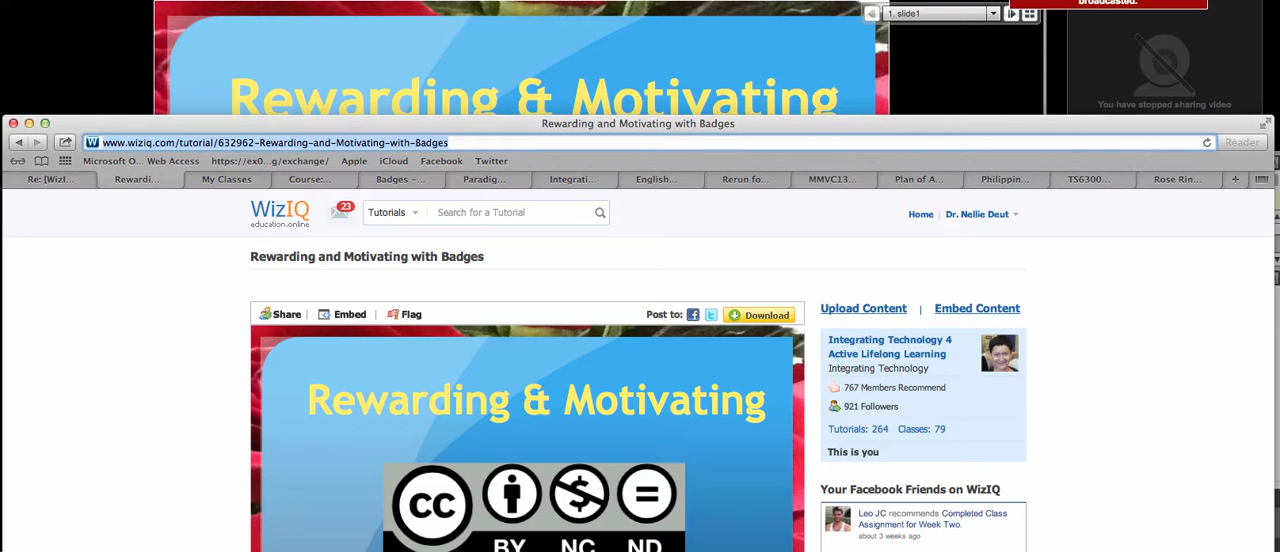 broadcasted.
1. slide1
Rewarding & Motivating
You have stopped sharing video
Rewarding and Motivating with Badges
www.wiziq.com/tutorial/632962-Rewarding-and-Motivating-with-Badges
Reader
Microsoft O... Web Access https://ex0...g/exchange/ Apple iCloud Facebook Twitter
Re: [WizI... Rewardi... My Classes Course:... Badges -... Paradig... Integrati... English... Rerun fo... MMVC13... Plan of A... Philippin... TS6300... Rose Rin...
WizIQ
education.online
23
Tutorials
Search for a Tutorial
Home | Dr. Nellie Deut
Rewarding and Motivating with Badges
Share | Embed | Flag
Post to:
Download
Upload Content | Embed Content
Rewarding & Motivating
CC
BY NC ND
Integrating Technology 4
Active Lifelong Learning
Integrating Technology
767 Members Recommend
921 Followers
Tutorials: 264 Classes: 79
This is you
Your Facebook Friends on WizIQ
Leo JC recommends Completed Class
Assignment for Week Two.
about 3 weeks ago